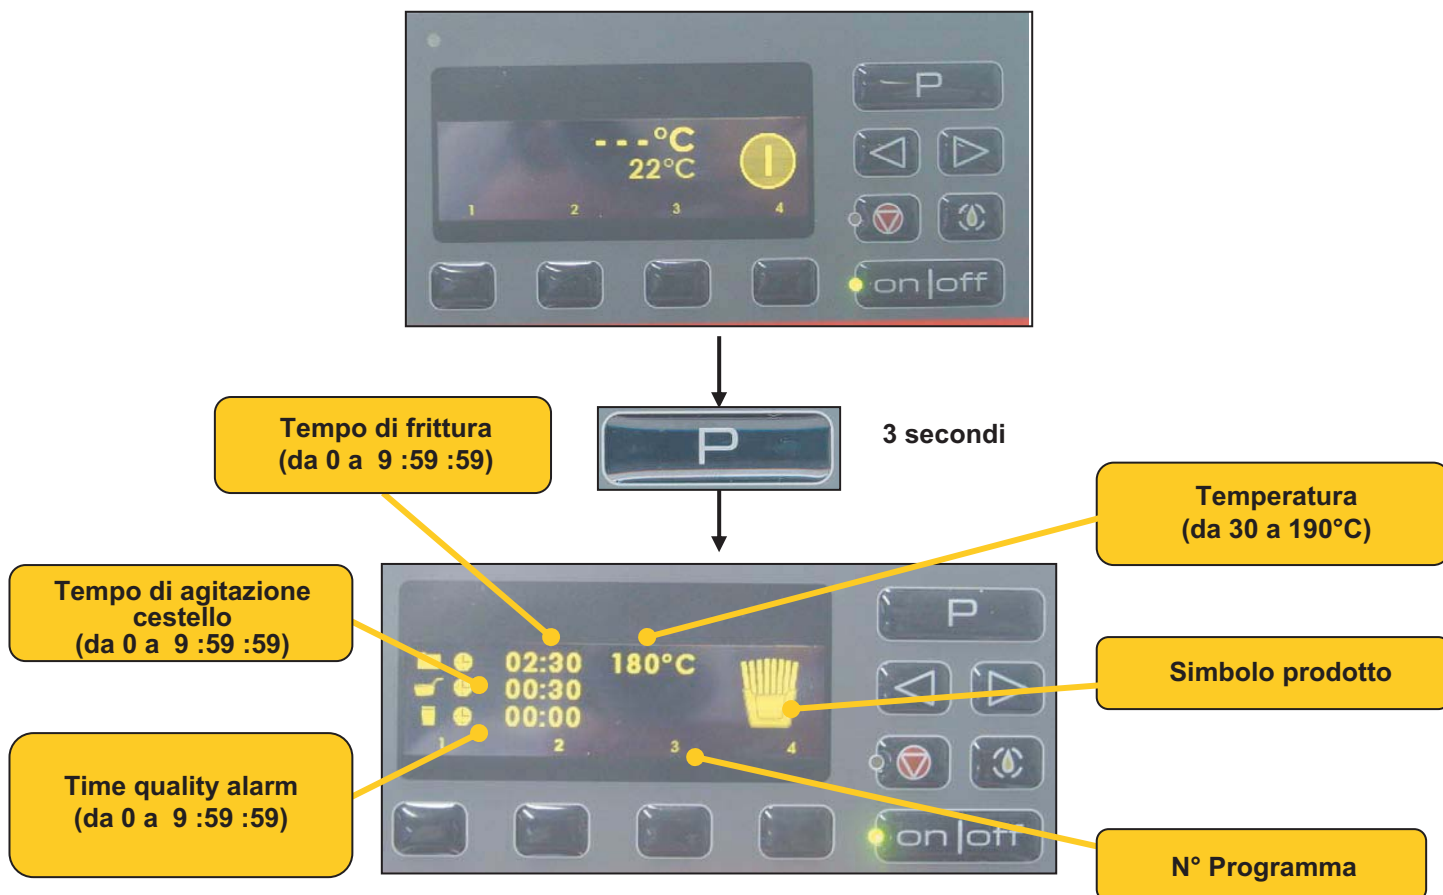 - - -°C
22°C
1 2 3 4
P
on|off
P
3 secondi
Tempo di frittura
(da 0 a 9 :59 :59)
Temperatura
(da 30 a 190°C)
Tempo di agitazione
cestello
(da 0 a 9 :59 :59)
Simbolo prodotto
Time quality alarm
(da 0 a 9 :59 :59)
N° Programma
02:30 180°C
00:30
00:00
1 2 3 4
P
on|off